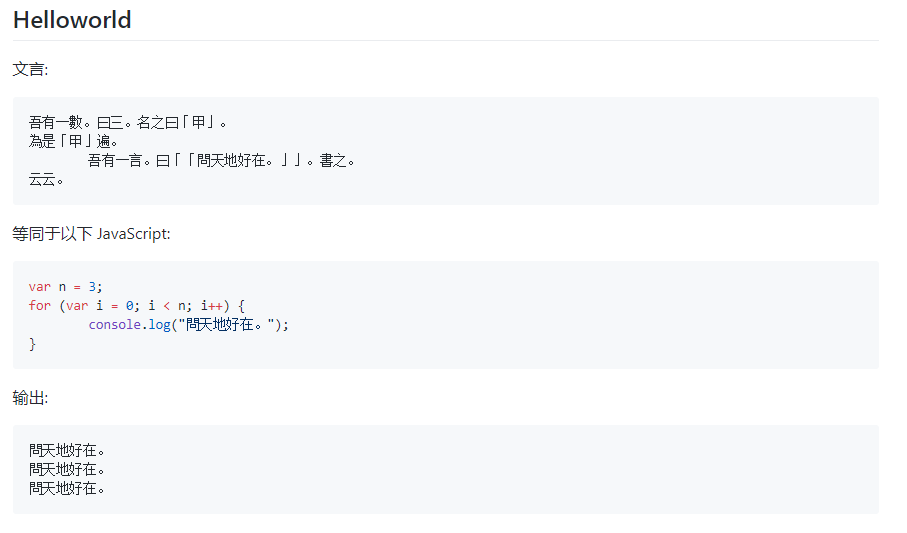 Helloworld
文言:
吾有一數。曰三。名之曰「甲」。
為是「甲」遍。
	吾有一言。曰「「問天地好在。」」。書之。
云云。
等同于以下 JavaScript:
var n = 3;
for (var i = 0; i < n; i++) {
	console.log("問天地好在。");
}
输出:
問天地好在。
問天地好在。
問天地好在。